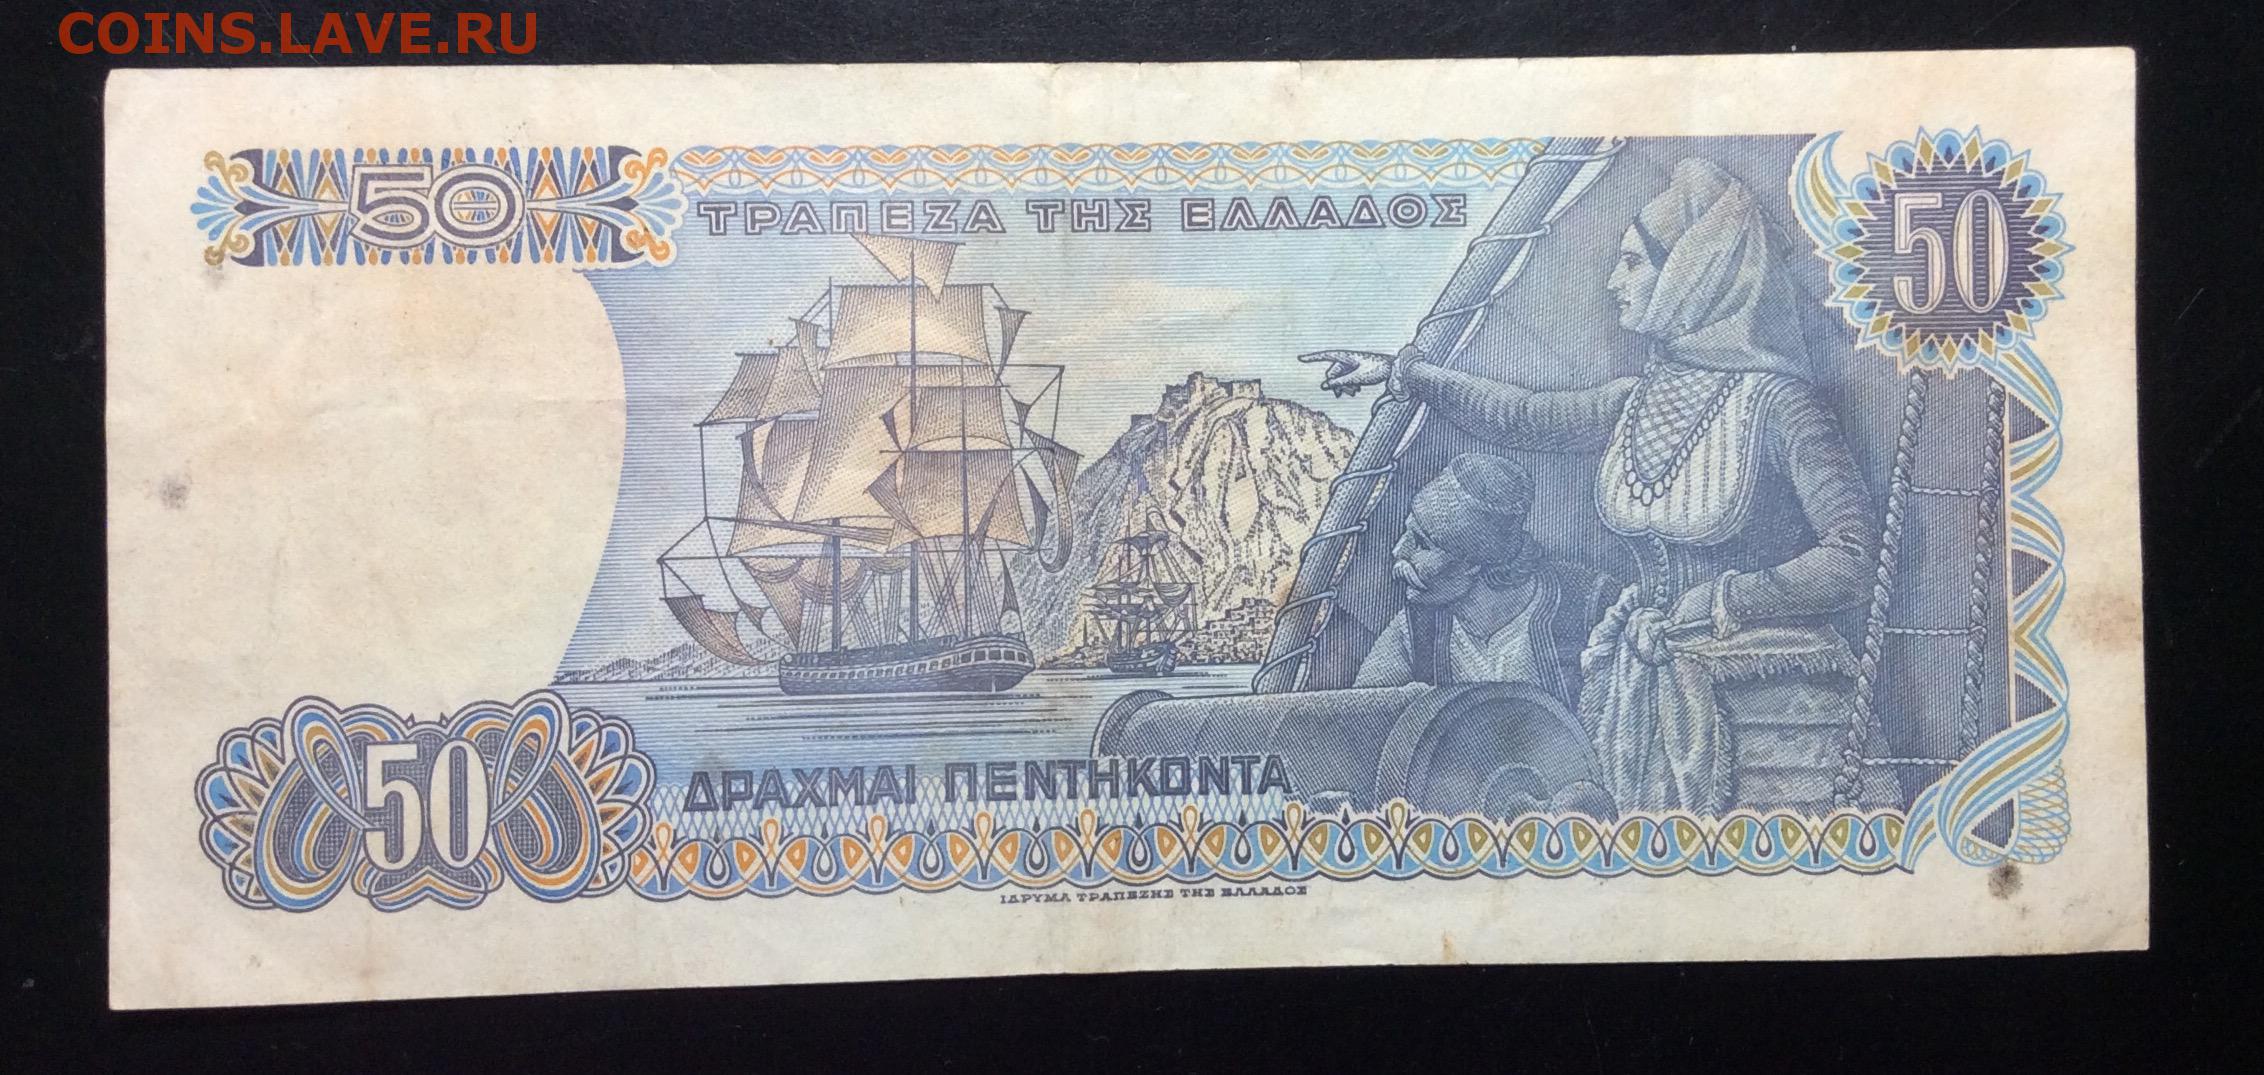 COINS.LAVE.RU
50
ΤΡΑΠΕΖΑ ΤΗΣ ΕΛΛΑΔΟΣ
50
50
ΔΡΑΧΜΑΙ ΠΕΝΤΗΚΟΝΤΑ
ΙΔΡΥΜΑ ΤΡΑΠΕΖΗΣ ΤΗΣ ΕΛΛΑΔΟΣ